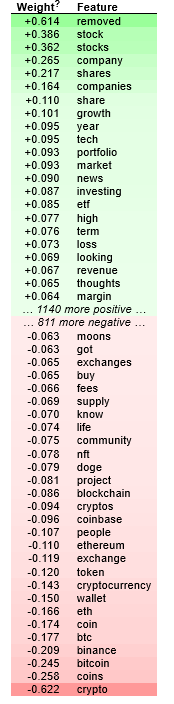 Weight? Feature
+0.614 removed
+0.386 stock
+0.362 stocks
+0.265 company
+0.217 shares
+0.164 companies
+0.110 share
+0.101 growth
+0.095 year
+0.095 tech
+0.093 portfolio
+0.093 market
+0.090 news
+0.087 investing
+0.085 etf
+0.077 high
+0.076 term
+0.073 loss
+0.069 looking
+0.067 revenue
+0.065 thoughts
+0.064 margin
… 1140 more positive …
… 811 more negative …
-0.063 moons
-0.063 got
-0.065 exchanges
-0.065 buy
-0.066 fees
-0.069 supply
-0.070 know
-0.074 life
-0.075 community
-0.078 nft
-0.079 doge
-0.081 project
-0.086 blockchain
-0.094 cryptos
-0.096 coinbase
-0.107 people
-0.110 ethereum
-0.119 exchange
-0.120 token
-0.143 cryptocurrency
-0.150 wallet
-0.166 eth
-0.174 coin
-0.177 btc
-0.209 binance
-0.245 bitcoin
-0.258 coins
-0.622 crypto